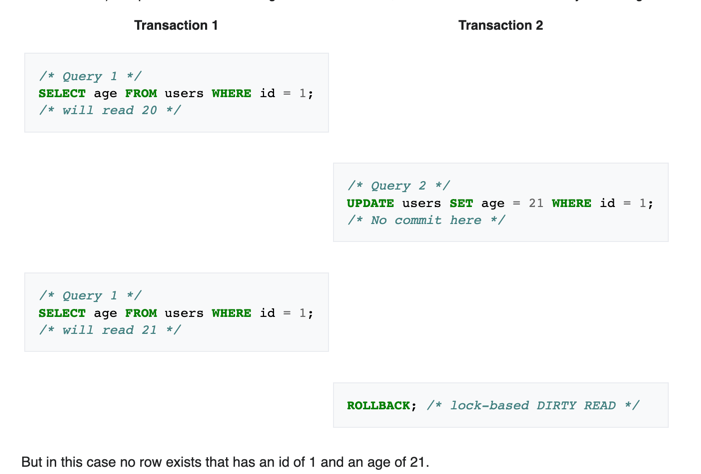 Transaction 1
Transaction 2
/* Query 1 */
SELECT age FROM users WHERE id = 1;
/* will read 20 */
/* Query 2 */
UPDATE users SET age = 21 WHERE id = 1;
/* No commit here */
/* Query 1 */
SELECT age FROM users WHERE id = 1;
/* will read 21 */
ROLLBACK; /* lock-based DIRTY READ */
But in this case no row exists that has an id of 1 and an age of 21.